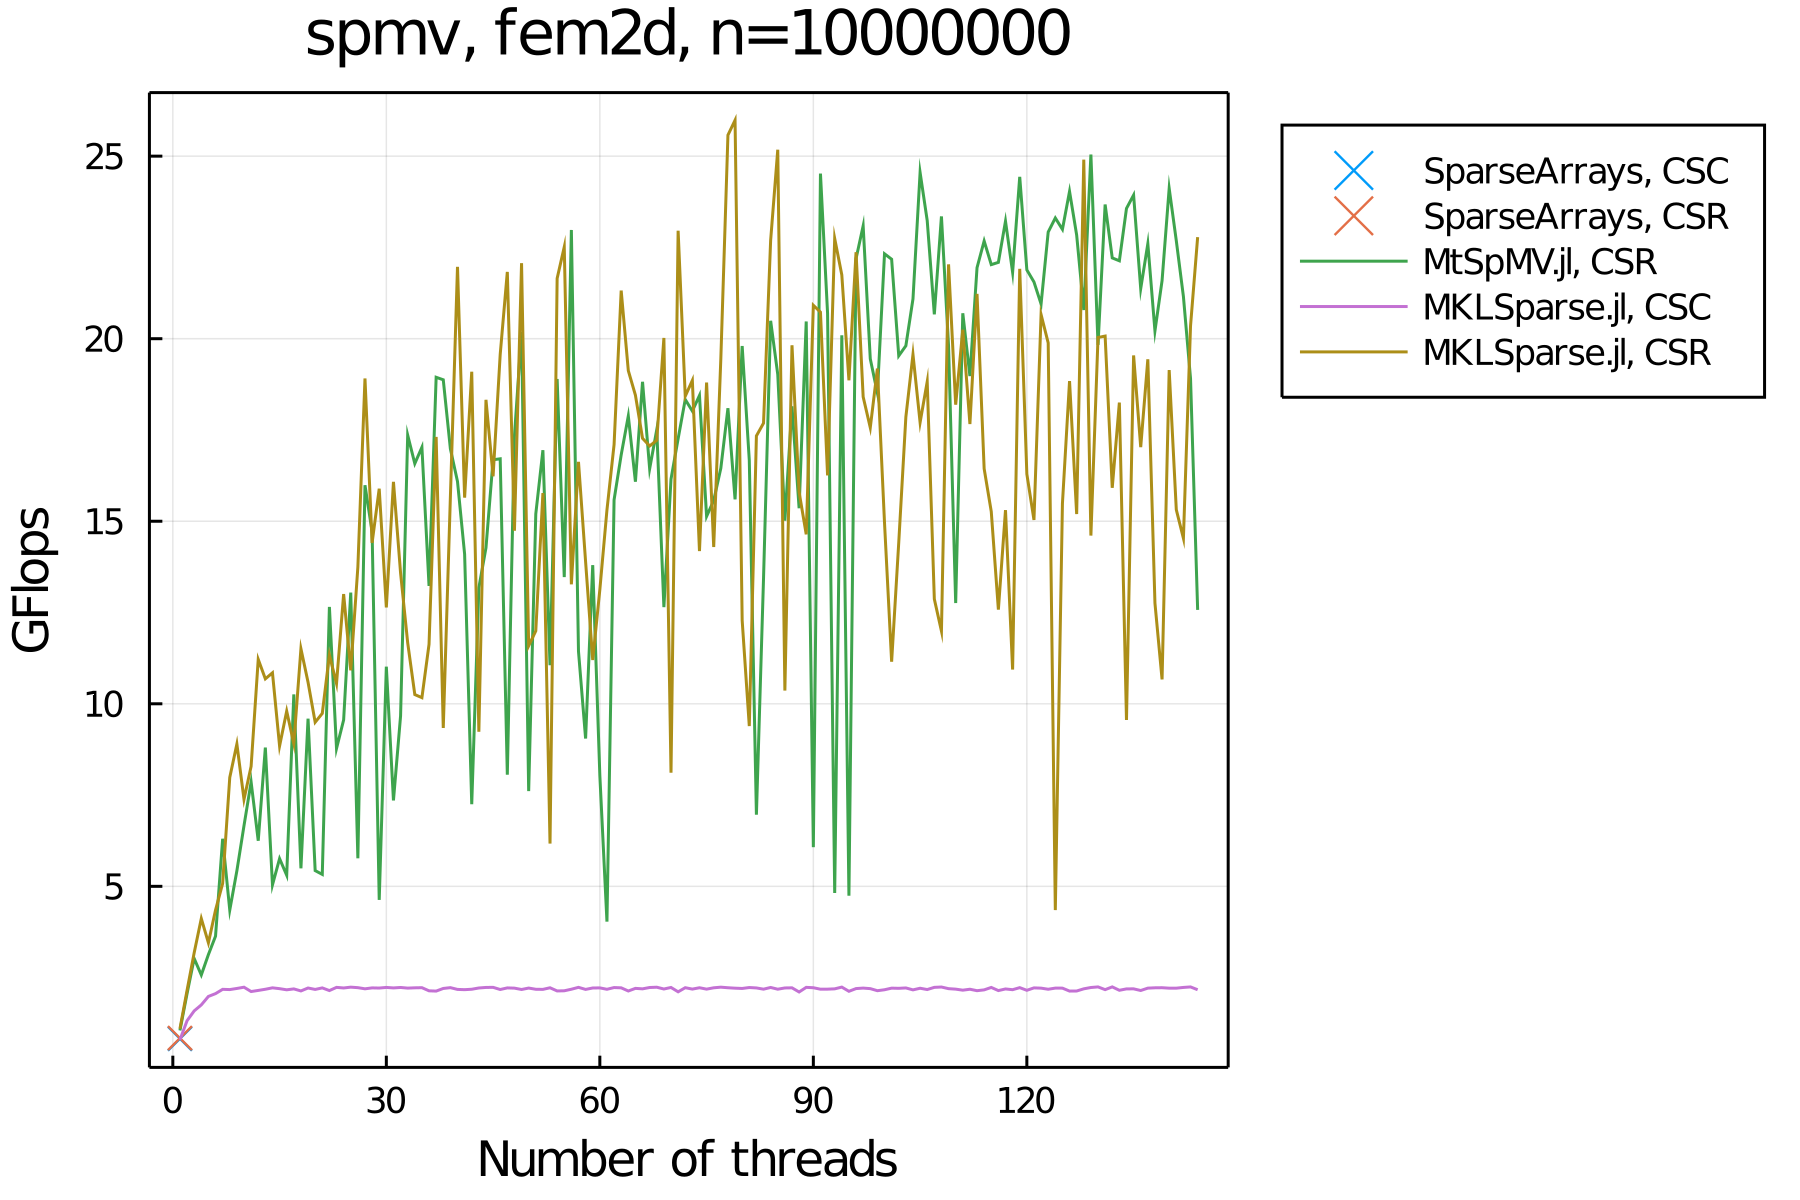 spmv, fem2d, n=10000000
SparseArrays, CSC
SparseArrays, CSR
MtSpMV.jl, CSR
MKLSparse.jl, CSC
MKLSparse.jl, CSR
25
20
15
10
5
GFlops
0 30 60 90 120
Number of threads